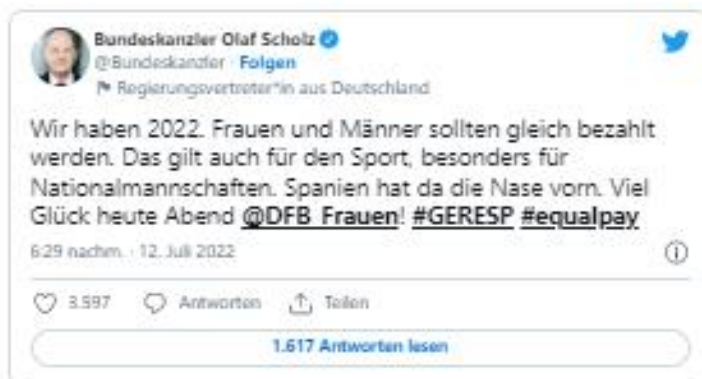 Bundeskanzler Olaf Scholz
@Bundeskanzler · Folgen
Regierungsvertreter*in aus Deutschland
Wir haben 2022. Frauen und Männer sollten gleich bezahlt
werden. Das gilt auch für den Sport, besonders für
Nationalmannschaften. Spanien hat da die Nase vorn. Viel
Glück heute Abend @DFB_Frauen! #GERESP #equalpay
6:29 nachm. · 12. Juli 2022
3.597 Antworten Teilen
1.617 Antworten lesen